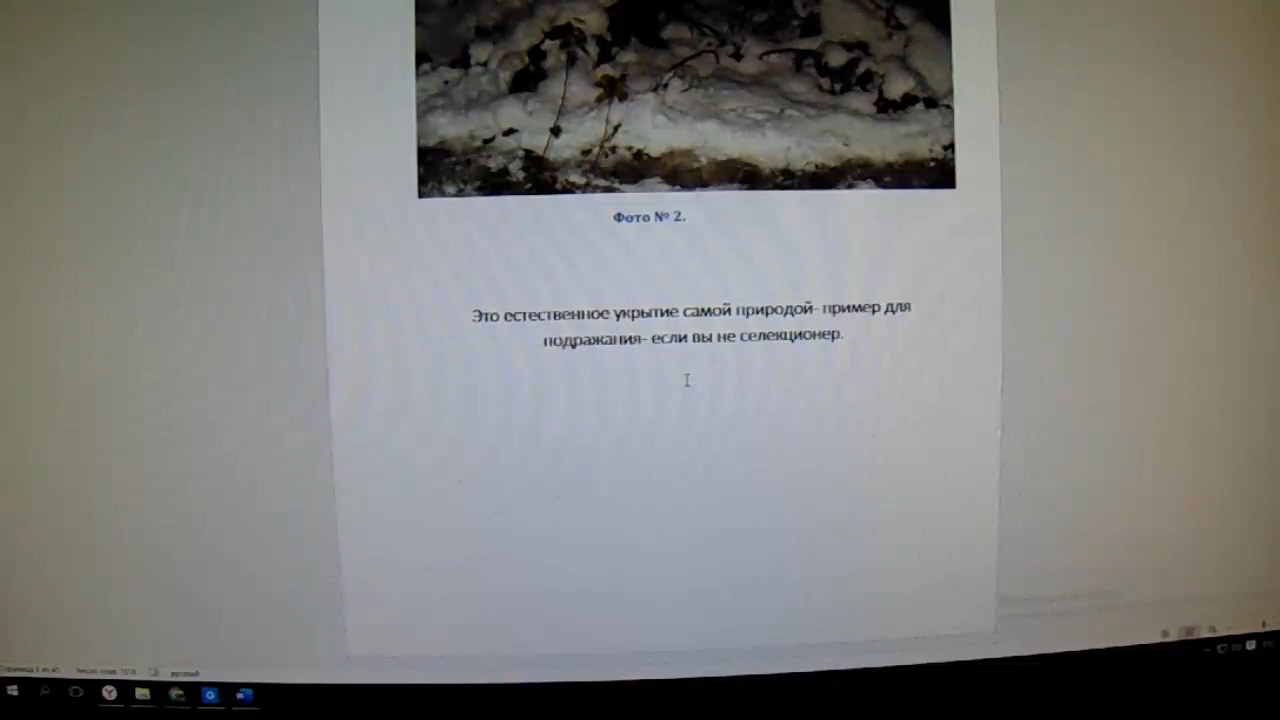 Фото № 2.
Это естественное укрытие самой природой- пример для
подражания- если вы не селекционер.